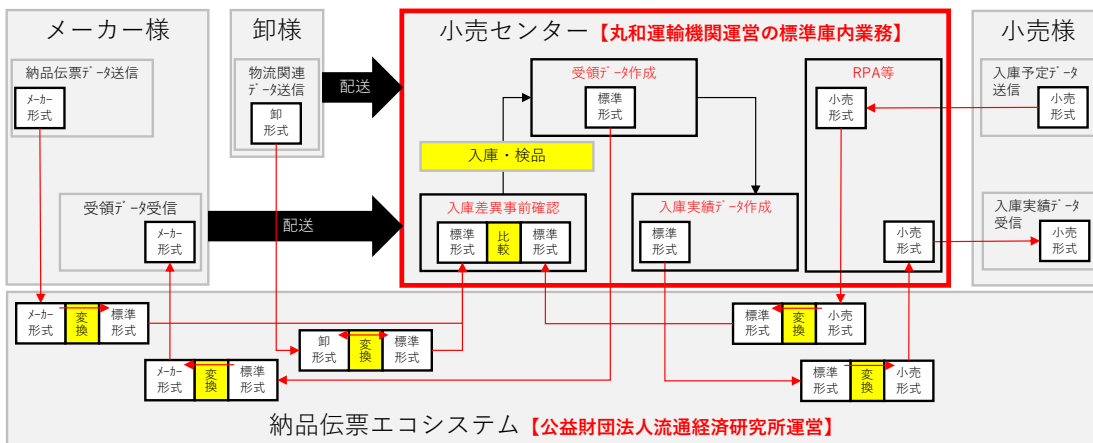 メーカー様
納品伝票ﾃﾞｰﾀ送信
ﾒｰｶｰ
形式
受領ﾃﾞｰﾀ受信
ﾒｰｶｰ
形式
卸様
物流関連
ﾃﾞｰﾀ送信
卸
形式
配送
配送
小売センター【丸和運輸機関運営の標準庫内業務】
受領ﾃﾞｰﾀ作成
標準
形式
入庫・検品
入庫差異事前確認
標準
形式
比
較
標準
形式
入庫実績ﾃﾞｰﾀ作成
標準
形式
RPA等
小売
形式
小売
形式
小売様
入庫予定ﾃﾞｰﾀ
送信
小売
形式
入庫実績ﾃﾞｰﾀ
受信
小売
形式
ﾒｰｶｰ
形式
変
換
標準
形式
卸
形式
変
換
標準
形式
ﾒｰｶｰ
形式
変
換
標準
形式
標準
形式
変
換
小売
形式
標準
形式
変
換
小売
形式
納品伝票エコシステム【公益財団法人流通経済研究所運営】